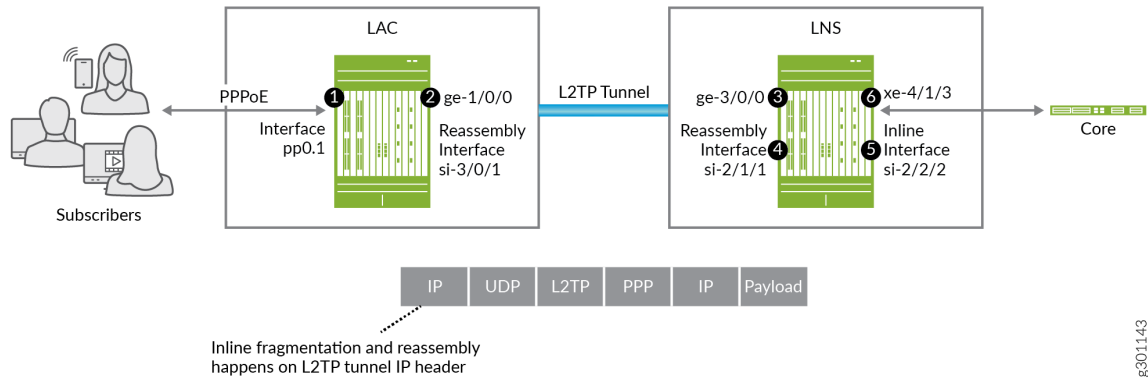 LAC
LNS
PPPoE
1
2
ge-1/0/0
L2TP Tunnel
ge-3/0/0
3
6
xe-4/1/3
Interface
pp0.1
Reassembly
Interface
si-3/0/1
Reassembly
Interface
si-2/1/1
4
5
Inline
Interface
si-2/2/2
Core
Subscribers
IP UDP L2TP PPP IP Payload
Inline fragmentation and reassembly
happens on L2TP tunnel IP header
g301143